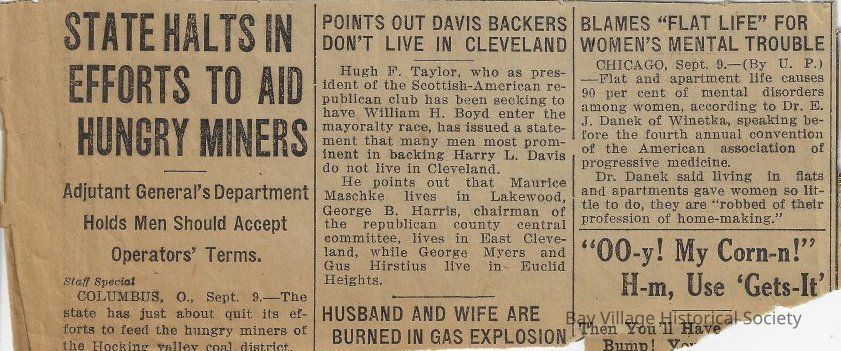 STATE HALTS IN
EFFORTS TO AID
HUNGRY MINERS
Adjutant General's Department
Holds Men Should Accept
Operators' Terms.
Staff Special
COLUMBUS, O., Sept. 9.—The
state has just about quit its ef-
forts to feed the hungry miners of
the Hocking valley coal district.
POINTS OUT DAVIS BACKERS
DON'T LIVE IN CLEVELAND
Hugh F. Taylor, who as pres-
ident of the Scottish-American re-
publican club has been seeking to
have William H. Boyd enter the
mayoralty race, has issued a state-
ment that many men most prom-
inent in backing Harry L. Davis
do not live in Cleveland.
He points out that Maurice
Maschke lives in Lakewood,
George B. Harris, chairman of
the republican county central
committee, lives in East Cleve-
land, while George Myers and
Gus Hirstius live in Euclid
Heights.
HUSBAND AND WIFE ARE
BURNED IN GAS EXPLOSION
BLAMES "FLAT LIFE" FOR
WOMEN'S MENTAL TROUBLE
CHICAGO, Sept. 9.—(By U. P.)
—Flat and apartment life causes
90 per cent of mental disorders
among women, according to Dr. E.
J. Danek of Winetka, speaking be-
fore the fourth annual convention
of the American association of
progressive medicine.
Dr. Danek said living in flats
and apartments gave women so lit-
tle to do, they are "robbed of their
profession of home-making."
"OO-y! My Corn-n!"
H-m, Use 'Gets-It'
Bay Village Historical Society
Then You'll Have
Bump!